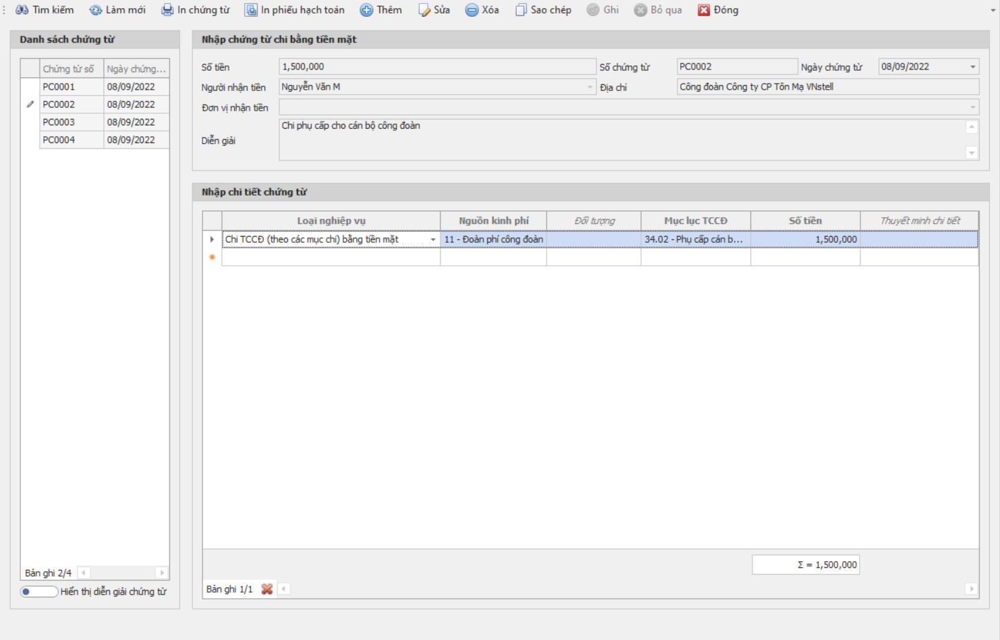 Tìm kiếm Làm mới In chứng từ In phiếu hạch toán Thêm Sửa Xóa Sao chép Ghi Bỏ qua Đóng
Danh sách chứng từ
Chứng từ số Ngày chứng...
PC0001 08/09/2022
PC0002 08/09/2022
PC0003 08/09/2022
PC0004 08/09/2022
Bản ghi 2/4
Hiển thị diễn giải chứng từ
Nhập chứng từ chi bằng tiền mặt
Số tiền 1,500,000 Số chứng từ PC0002 Ngày chứng từ 08/09/2022
Người nhận tiền Nguyễn Văn M Địa chỉ Công đoàn Công ty CP Tôn Mạ VNstell
Đơn vị nhận tiền
Diễn giải Chi phụ cấp cho cán bộ công đoàn
Nhập chi tiết chứng từ
Loại nghiệp vụ Nguồn kinh phí Đối tượng Mục lục TCCĐ Số tiền Thuyết minh chi tiết
Chi TCCĐ (theo các mục chi) bằng tiền mặt 11 - Đoàn phí công đoàn 34.02 - Phụ cấp cán b... 1,500,000
Σ = 1,500,000
Bản ghi 1/1